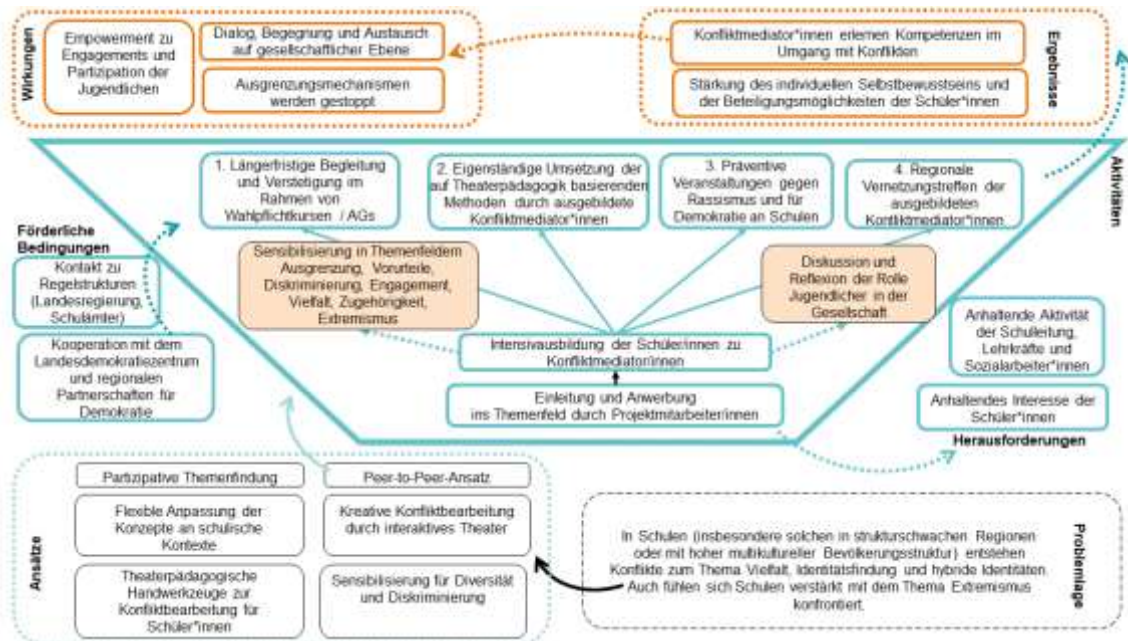 Wirkungen
Empowerment zu
Engagements und
Partizipation der
Jugendlichen
Dialog, Begegnung und Austausch
auf gesellschaftlicher Ebene
Ausgrenzungsmechanismen
werden gestoppt
Konfliktmediator*innen erlernen Kompetenzen im
Umgang mit Konflikten
Stärkung des individuellen Selbstbewusstseins und
der Beteiligungsmöglichkeiten der Schüler*innen
Ergebnisse
1. Längerfristige Begleitung
und Verstetigung im
Rahmen von
Wahlpflichtkursen / AGs
2. Eigenständige Umsetzung der
auf Theaterpädagogik basierenden
Methoden durch ausgebildete
Konfliktmediator*innen
3. Präventive
Veranstaltungen gegen
Rassismus und für
Demokratie an Schulen
4. Regionale
Vernetzungstreffen der
ausgebildeten
Konfliktmediator*innen
Aktivitäten
Förderliche
Bedingungen
Kontakt zu
Regelstrukturen
(Landesregierung,
Schulämter)
Kooperation mit dem
Landesdemokratiezentrum
und regionalen
Partnerschaften für
Demokratie
Sensibilisierung in Themenfeldern
Ausgrenzung, Vorurteile,
Diskriminierung, Engagement,
Vielfalt, Zugehörigkeit,
Extremismus
Diskussion und
Reflexion der Rolle
Jugendlicher in der
Gesellschaft
Intensivausbildung der Schüler/innen zu
Konfliktmediator/innen
Einleitung und Anwerbung
ins Themenfeld durch Projektmitarbeiter/innen
Anhaltende Aktivität
der Schulleitung,
Lehrkräfte und
Sozialarbeiter*innen
Anhaltendes Interesse der
Schüler*innen
Herausforderungen
Ansätze
Partizipative Themenfindung
Peer-to-Peer-Ansatz
Flexible Anpassung der
Konzepte an schulische
Kontexte
Kreative Konfliktbearbeitung
durch interaktives Theater
Theaterpädagogische
Handwerkzeuge zur
Konfliktbearbeitung für
Schüler*innen
Sensibilisierung für Diversität
und Diskriminierung
In Schulen (insbesondere solchen in strukturschwachen Regionen
oder mit hoher multikultureller Bevölkerungsstruktur) entstehen
Konflikte zum Thema Vielfalt, Identitätsfindung und hybride Identitäten.
Auch fühlen sich Schulen verstärkt mit dem Thema Extremismus
konfrontiert.
Problemlage